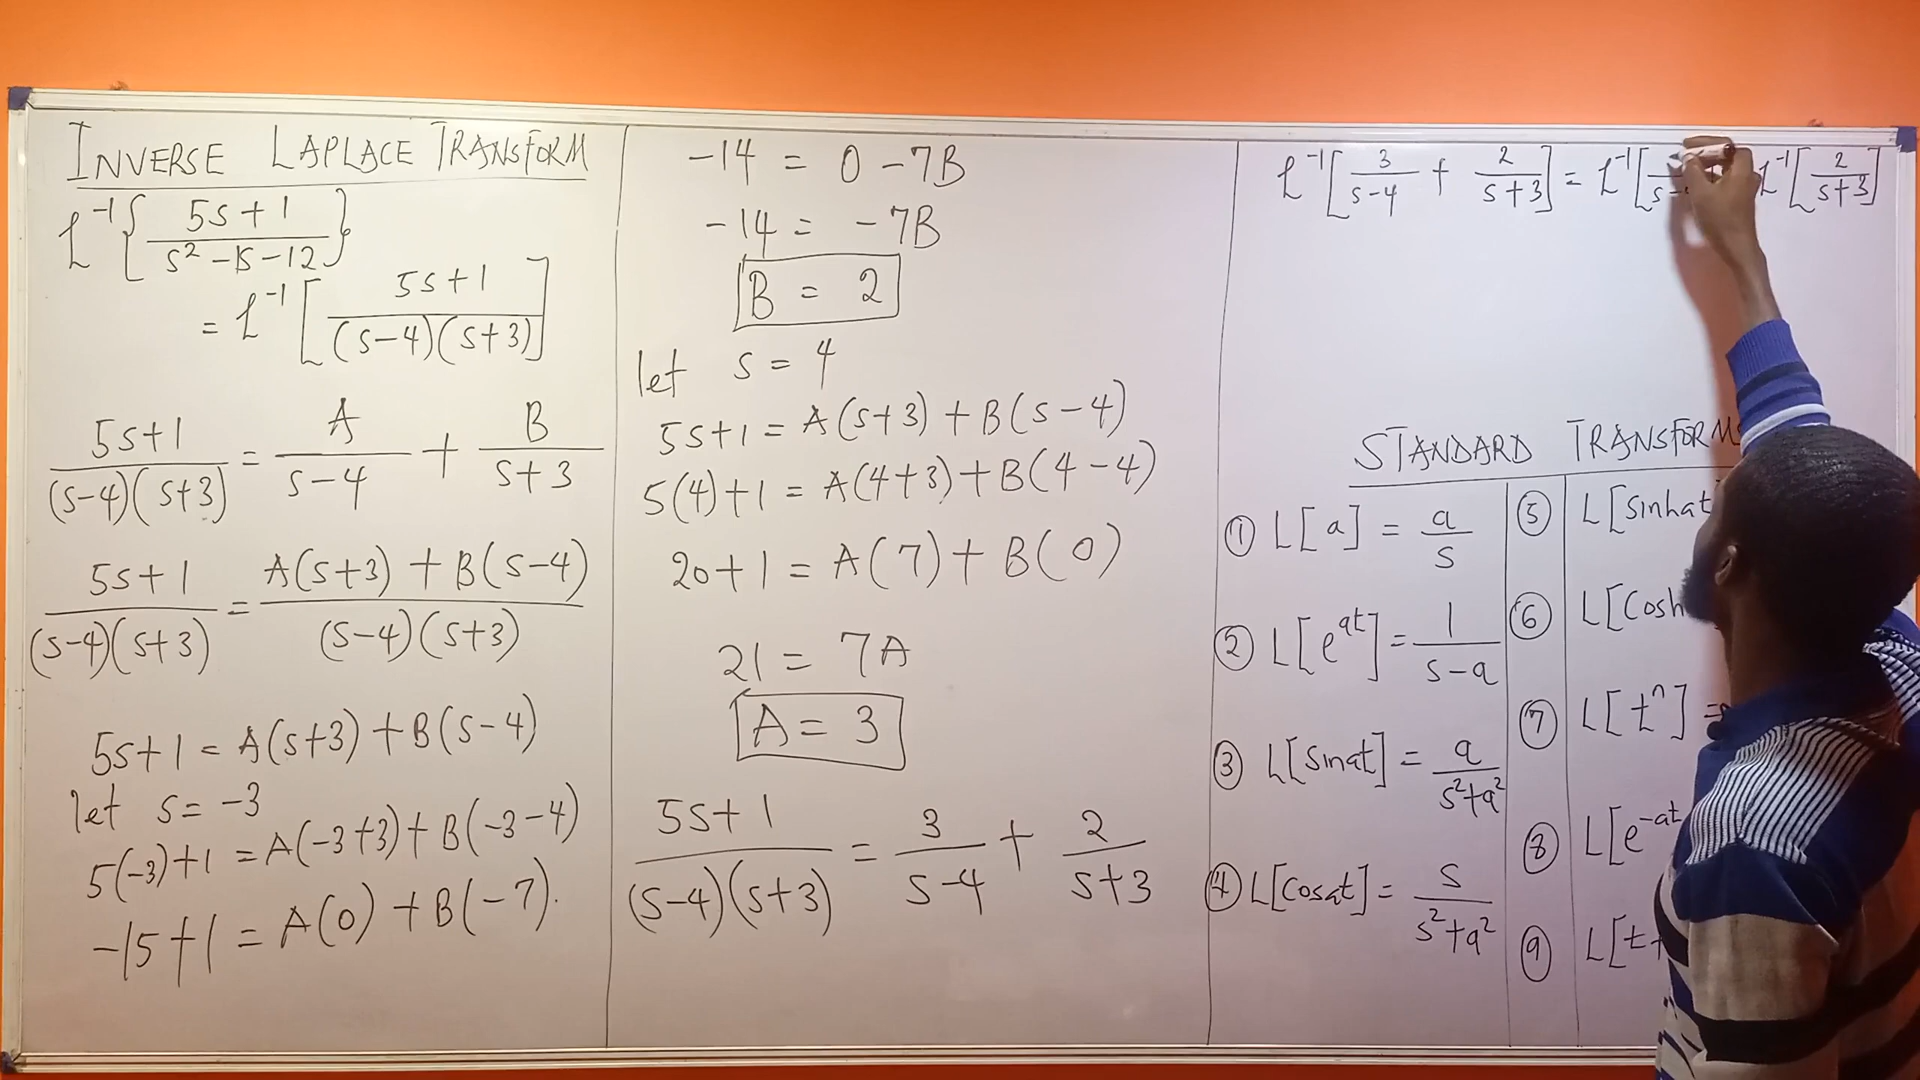 INVERSE LAPLACE TRANSFORM
ℒ⁻¹{ (5s+1)/(s²-1s-12) }
= ℒ⁻¹[ (5s+1)/((s-4)(s+3)) ]
(5s+1)/((s-4)(s+3)) = A/(s-4) + B/(s+3)
(5s+1)/((s-4)(s+3)) = (A(s+3)+B(s-4))/((s-4)(s+3))
5s+1 = A(s+3)+B(s-4)
let s = -3
5(-3)+1 = A(-3+3)+B(-3-4)
-15+1 = A(0)+B(-7).
-14 = 0-7B
-14 = -7B
B = 2
let s = 4
5s+1 = A(s+3)+B(s-4)
5(4)+1 = A(4+3)+B(4-4)
20+1 = A(7)+B(0)
21 = 7A
A = 3
(5s+1)/((s-4)(s+3)) = 3/(s-4) + 2/(s+3)
ℒ⁻¹[ 3/(s-4) + 2/(s+3) ] = ℒ⁻¹[ /(s- ℒ⁻¹[ 2/(s+3) ]
STANDARD TRANSFORMS
① L[a] = a/s
② L[e^at] = 1/(s-a)
③ L[sinat] = a/(s²+a²)
④ L[cosat] = s/(s²+a²)
⑤ L[sinhat]
⑥ L[Cosh
⑦ L[tⁿ] =
⑧ L[e^-at
⑨ L[t